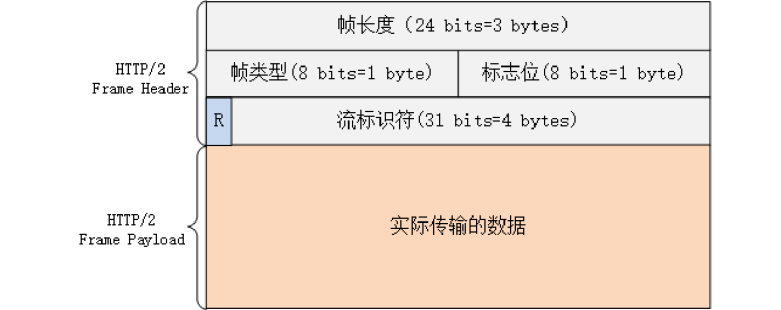 帧长度（24 bits=3 bytes)
HTTP/2
Frame Header
帧类型(8 bits=1 byte)
标志位(8 bits=1 byte)
R
流标识符(31 bits=4 bytes)
HTTP/2
Frame Payload
实际传输的数据